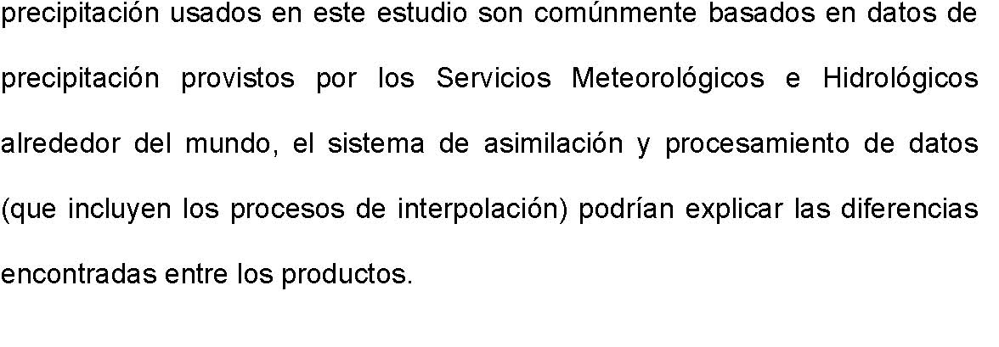 precipitación usados en este estudio son comúnmente basados en datos de
precipitación provistos por los Servicios Meteorológicos e Hidrológicos
alrededor del mundo, el sistema de asimilación y procesamiento de datos
(que incluyen los procesos de interpolación) podrían explicar las diferencias
encontradas entre los productos.